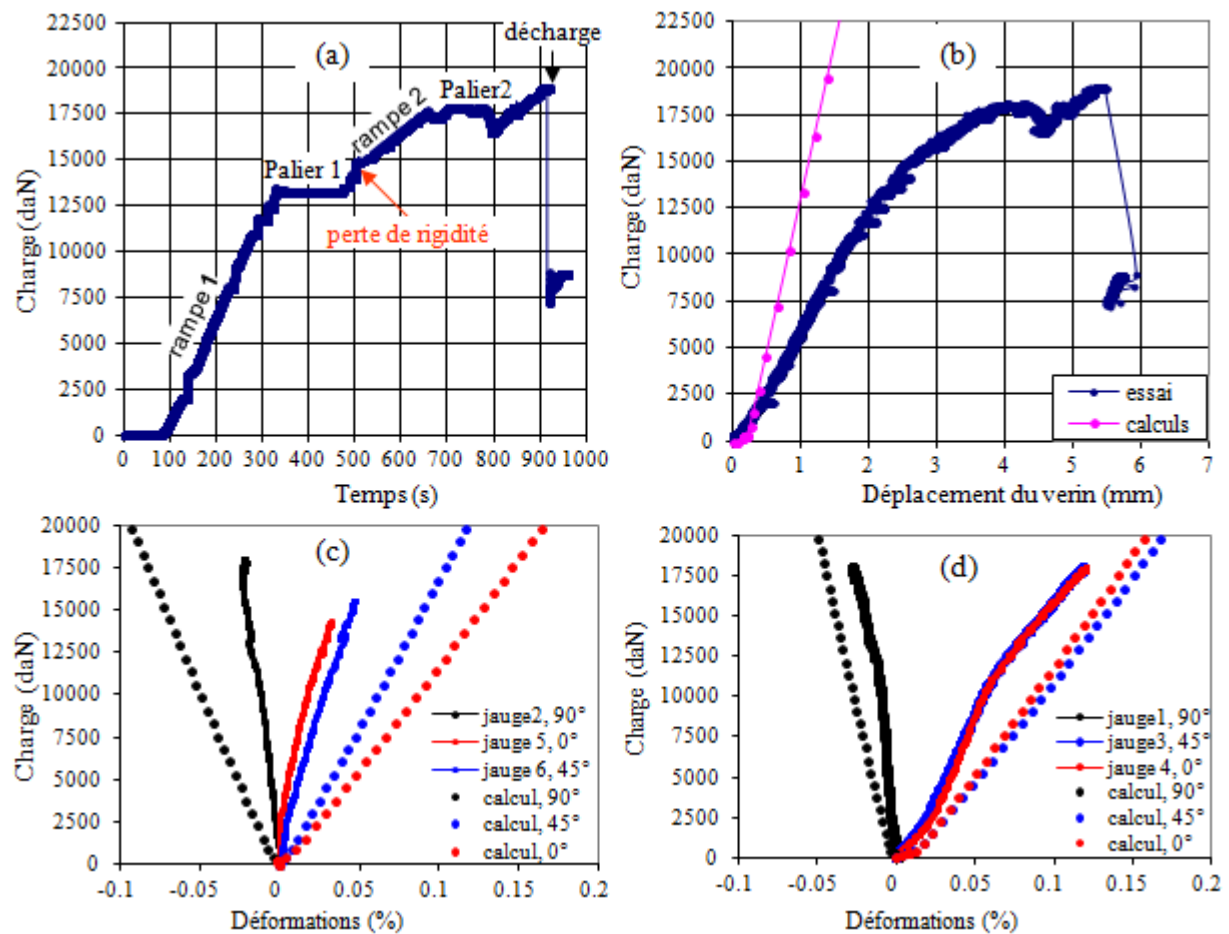 22500
20000
17500
15000
12500
10000
7500
5000
2500
0
Charge (daN)
(a)
décharge
Palier2
rampe 2
Palier 1
perte de rigidité
rampe 1
0 100 200 300 400 500 600 700 800 900 1000
Temps (s)
22500
20000
17500
15000
12500
10000
7500
5000
2500
0
Charge (daN)
(b)
essai
calculs
0 1 2 3 4 5 6 7
Déplacement du verin (mm)
20000
17500
15000
12500
10000
7500
5000
2500
0
Charge (daN)
(c)
jauge2, 90°
jauge 5, 0°
jauge 6, 45°
calcul, 90°
calcul, 45°
calcul, 0°
-0.1 -0.05 0 0.05 0.1 0.15 0.2
Déformations (%)
20000
17500
15000
12500
10000
7500
5000
2500
0
Charge (daN)
(d)
jauge1, 90°
jauge3, 45°
jauge 4, 0°
calcul, 90°
calcul, 45°
calcul, 0°
-0.1 -0.05 0 0.05 0.1 0.15 0.2
Déformations (%)